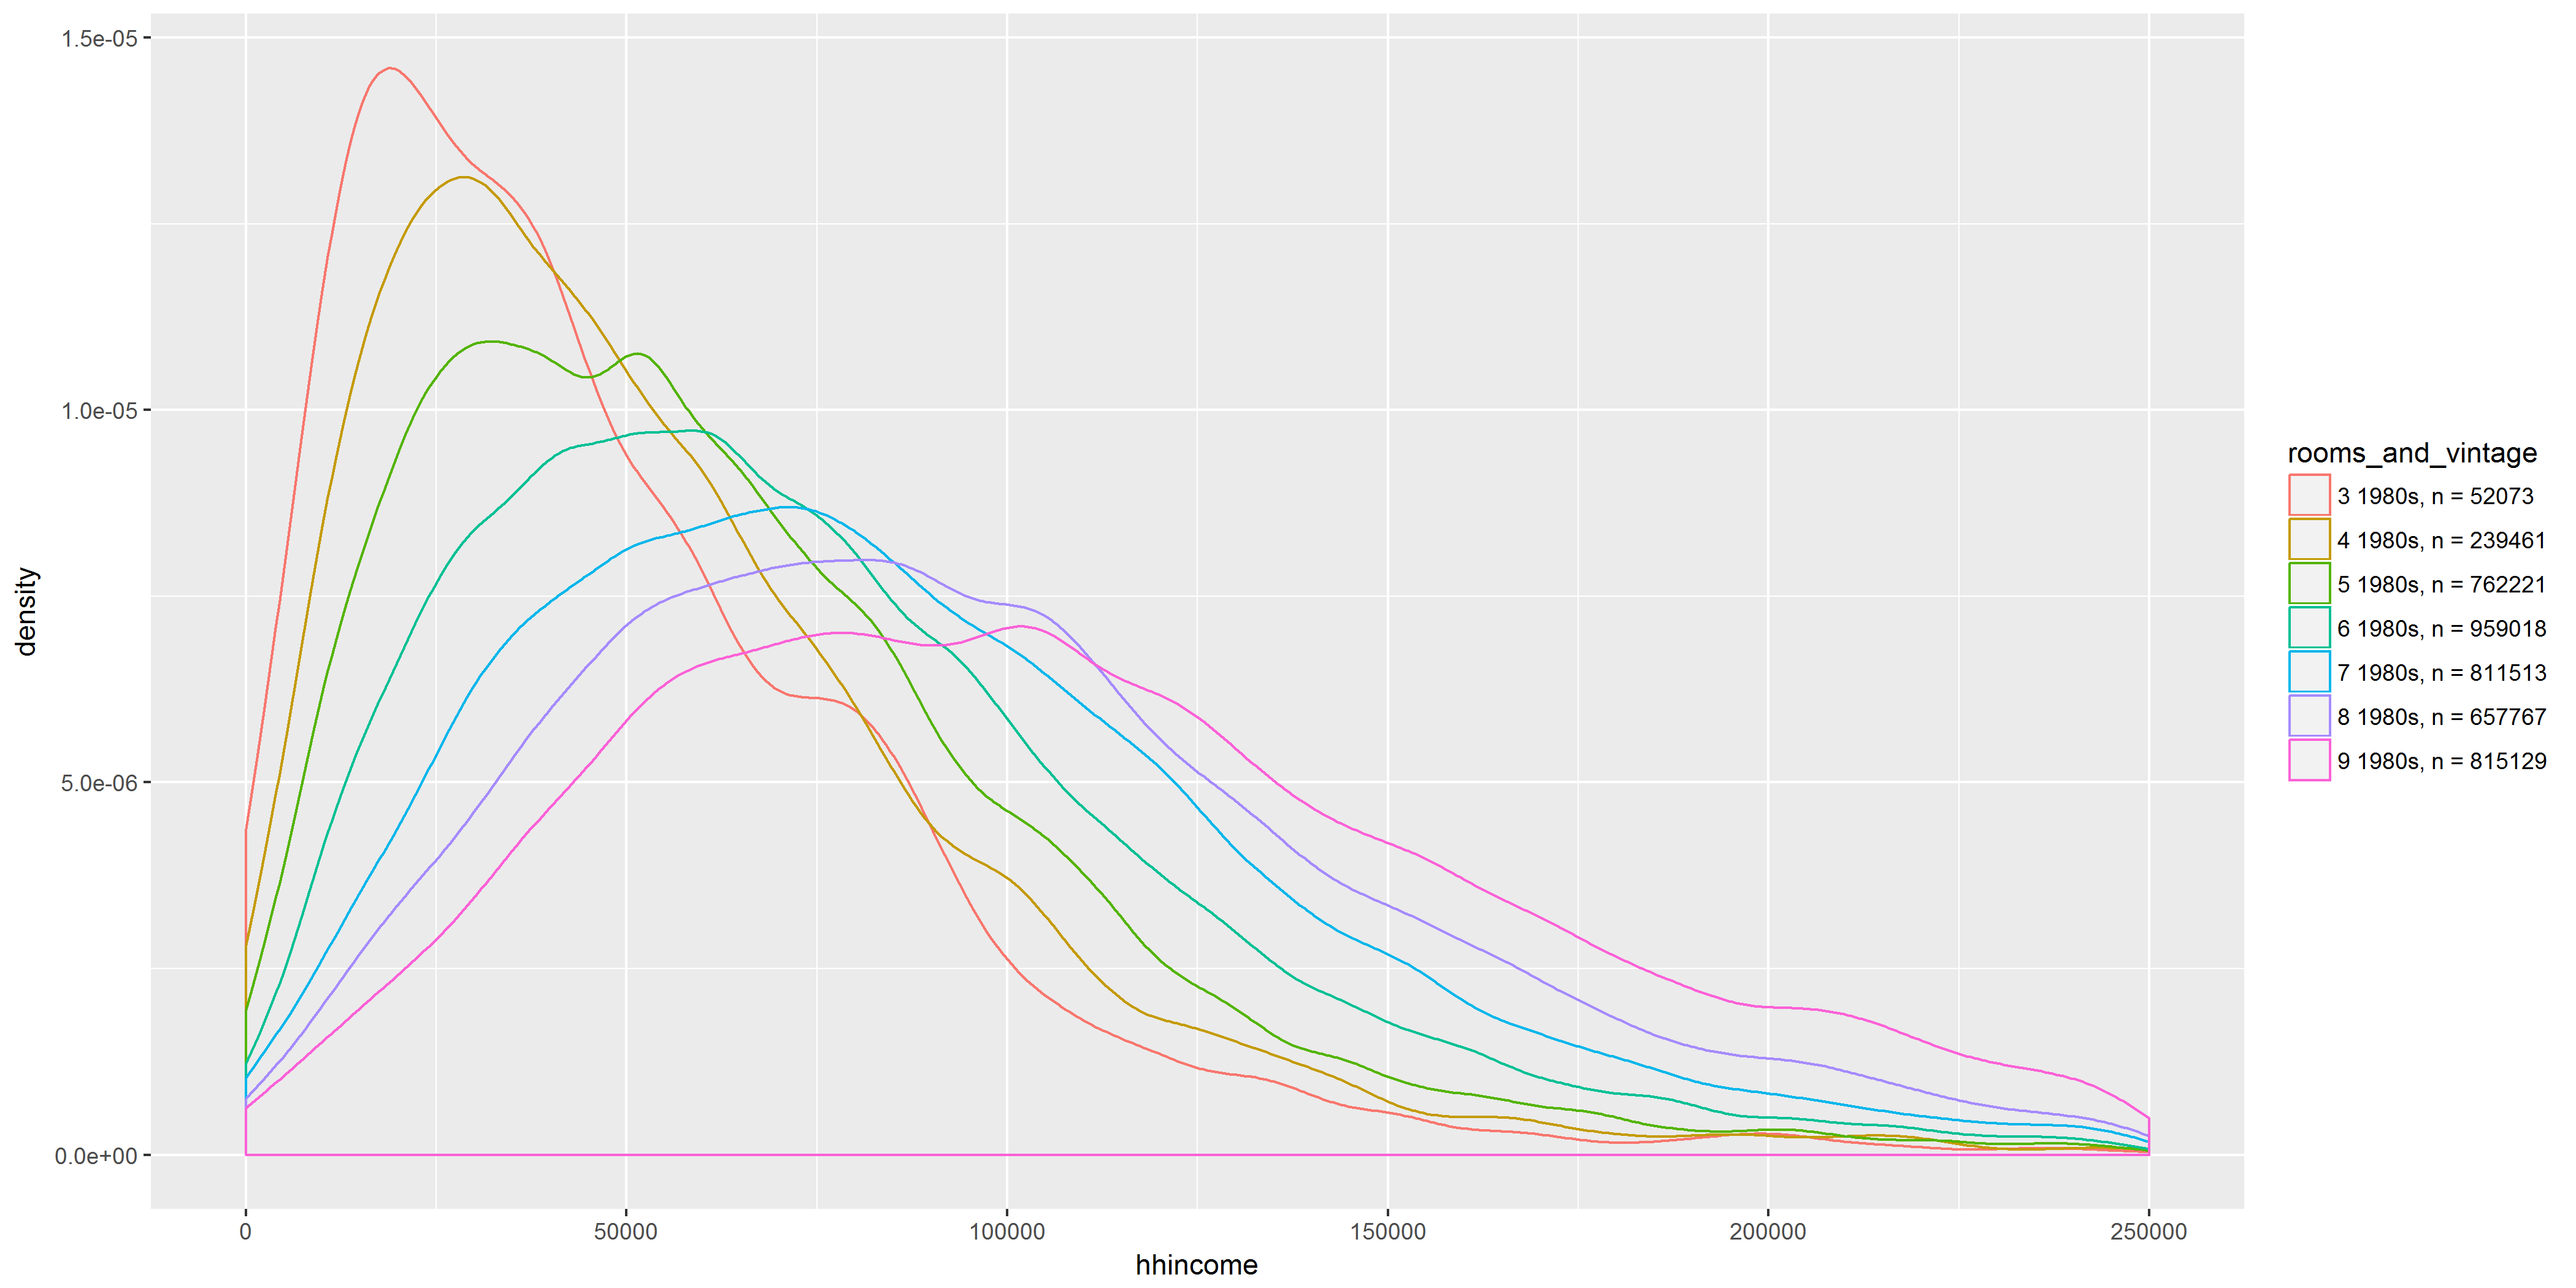 1.5e-05
1.0e-05
5.0e-06
0.0e+00
density
0 50000 100000 150000 200000 250000
hhincome
rooms_and_vintage
3 1980s, n = 52073
4 1980s, n = 239461
5 1980s, n = 762221
6 1980s, n = 959018
7 1980s, n = 811513
8 1980s, n = 657767
9 1980s, n = 815129